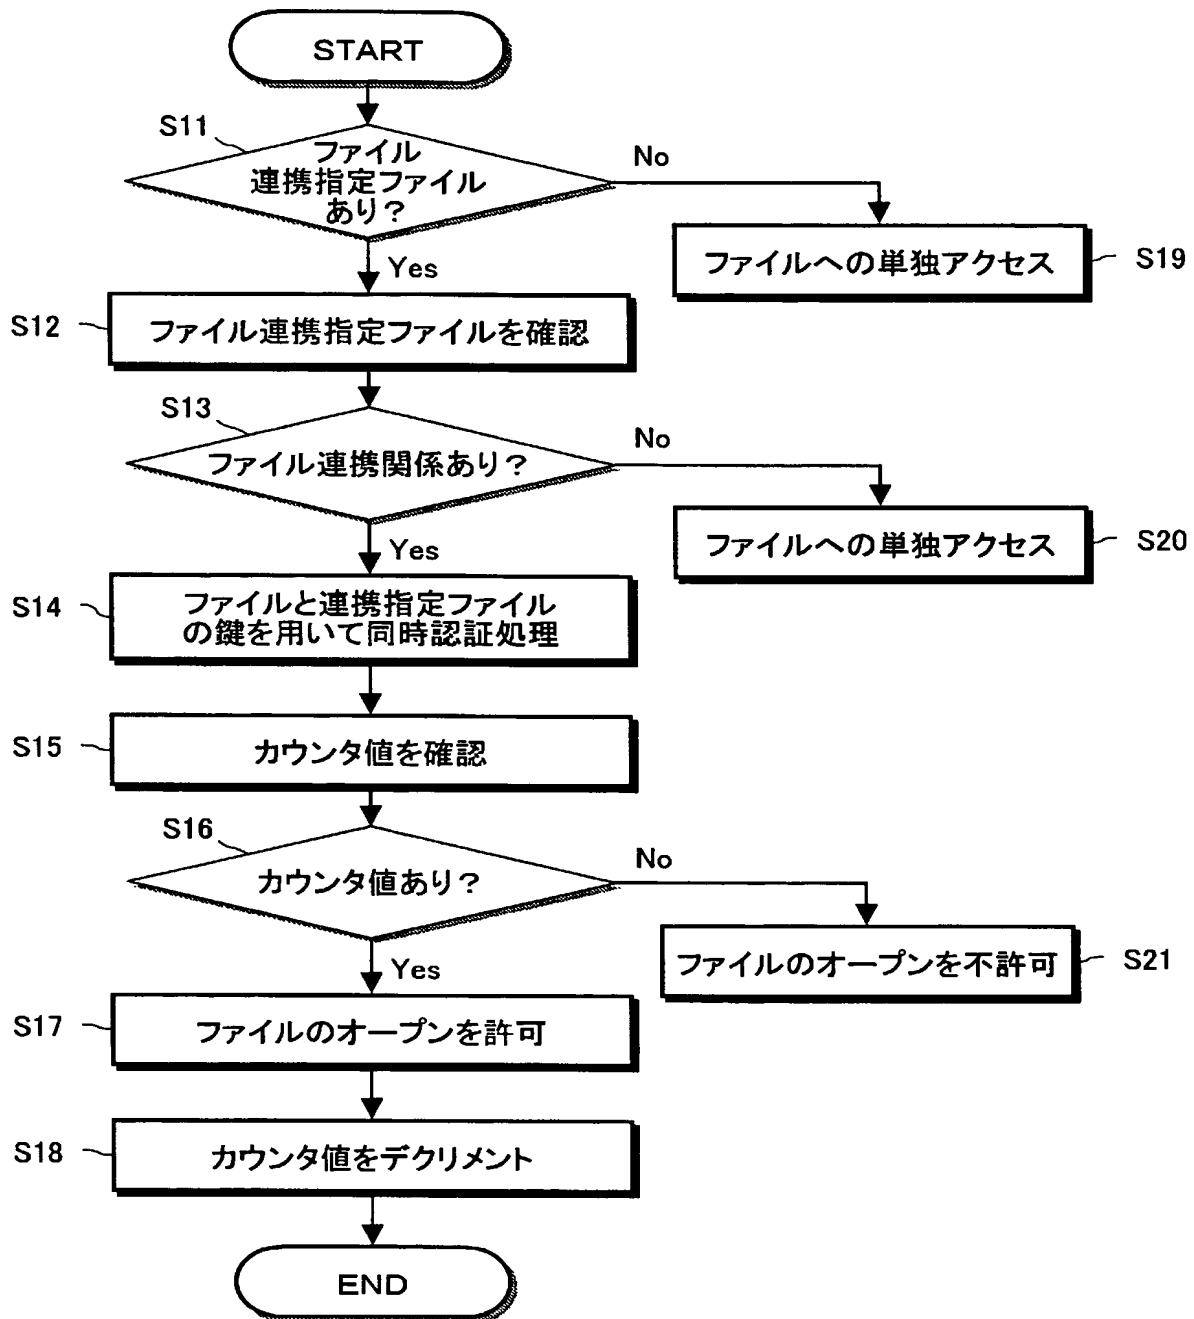 START
S11
ファイル
連携指定ファイル
あり?
No
Yes
ファイルへの単独アクセス
S19
S12
ファイル連携指定ファイルを確認
S13
ファイル連携関係あり?
No
Yes
ファイルへの単独アクセス
S20
S14
ファイルと連携指定ファイル
の鍵を用いて同時認証処理
S15
カウンタ値を確認
S16
カウンタ値あり?
No
Yes
ファイルのオープンを不許可
S21
S17
ファイルのオープンを許可
S18
カウンタ値をデクリメント
END